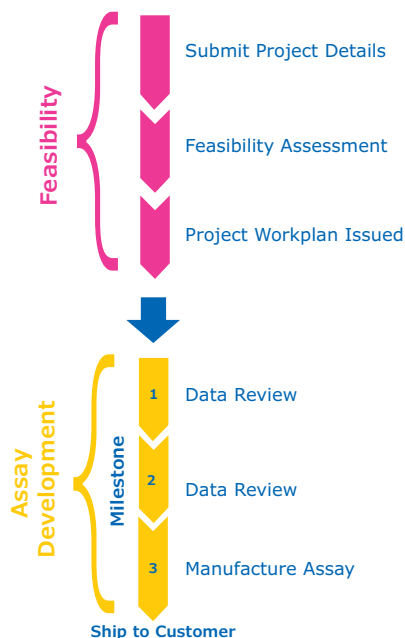 Feasibility
Submit Project Details
Feasibility Assessment
Project Workplan Issued
Assay
Development
Milestone
1
Data Review
2
Data Review
3
Manufacture Assay
Ship to Customer